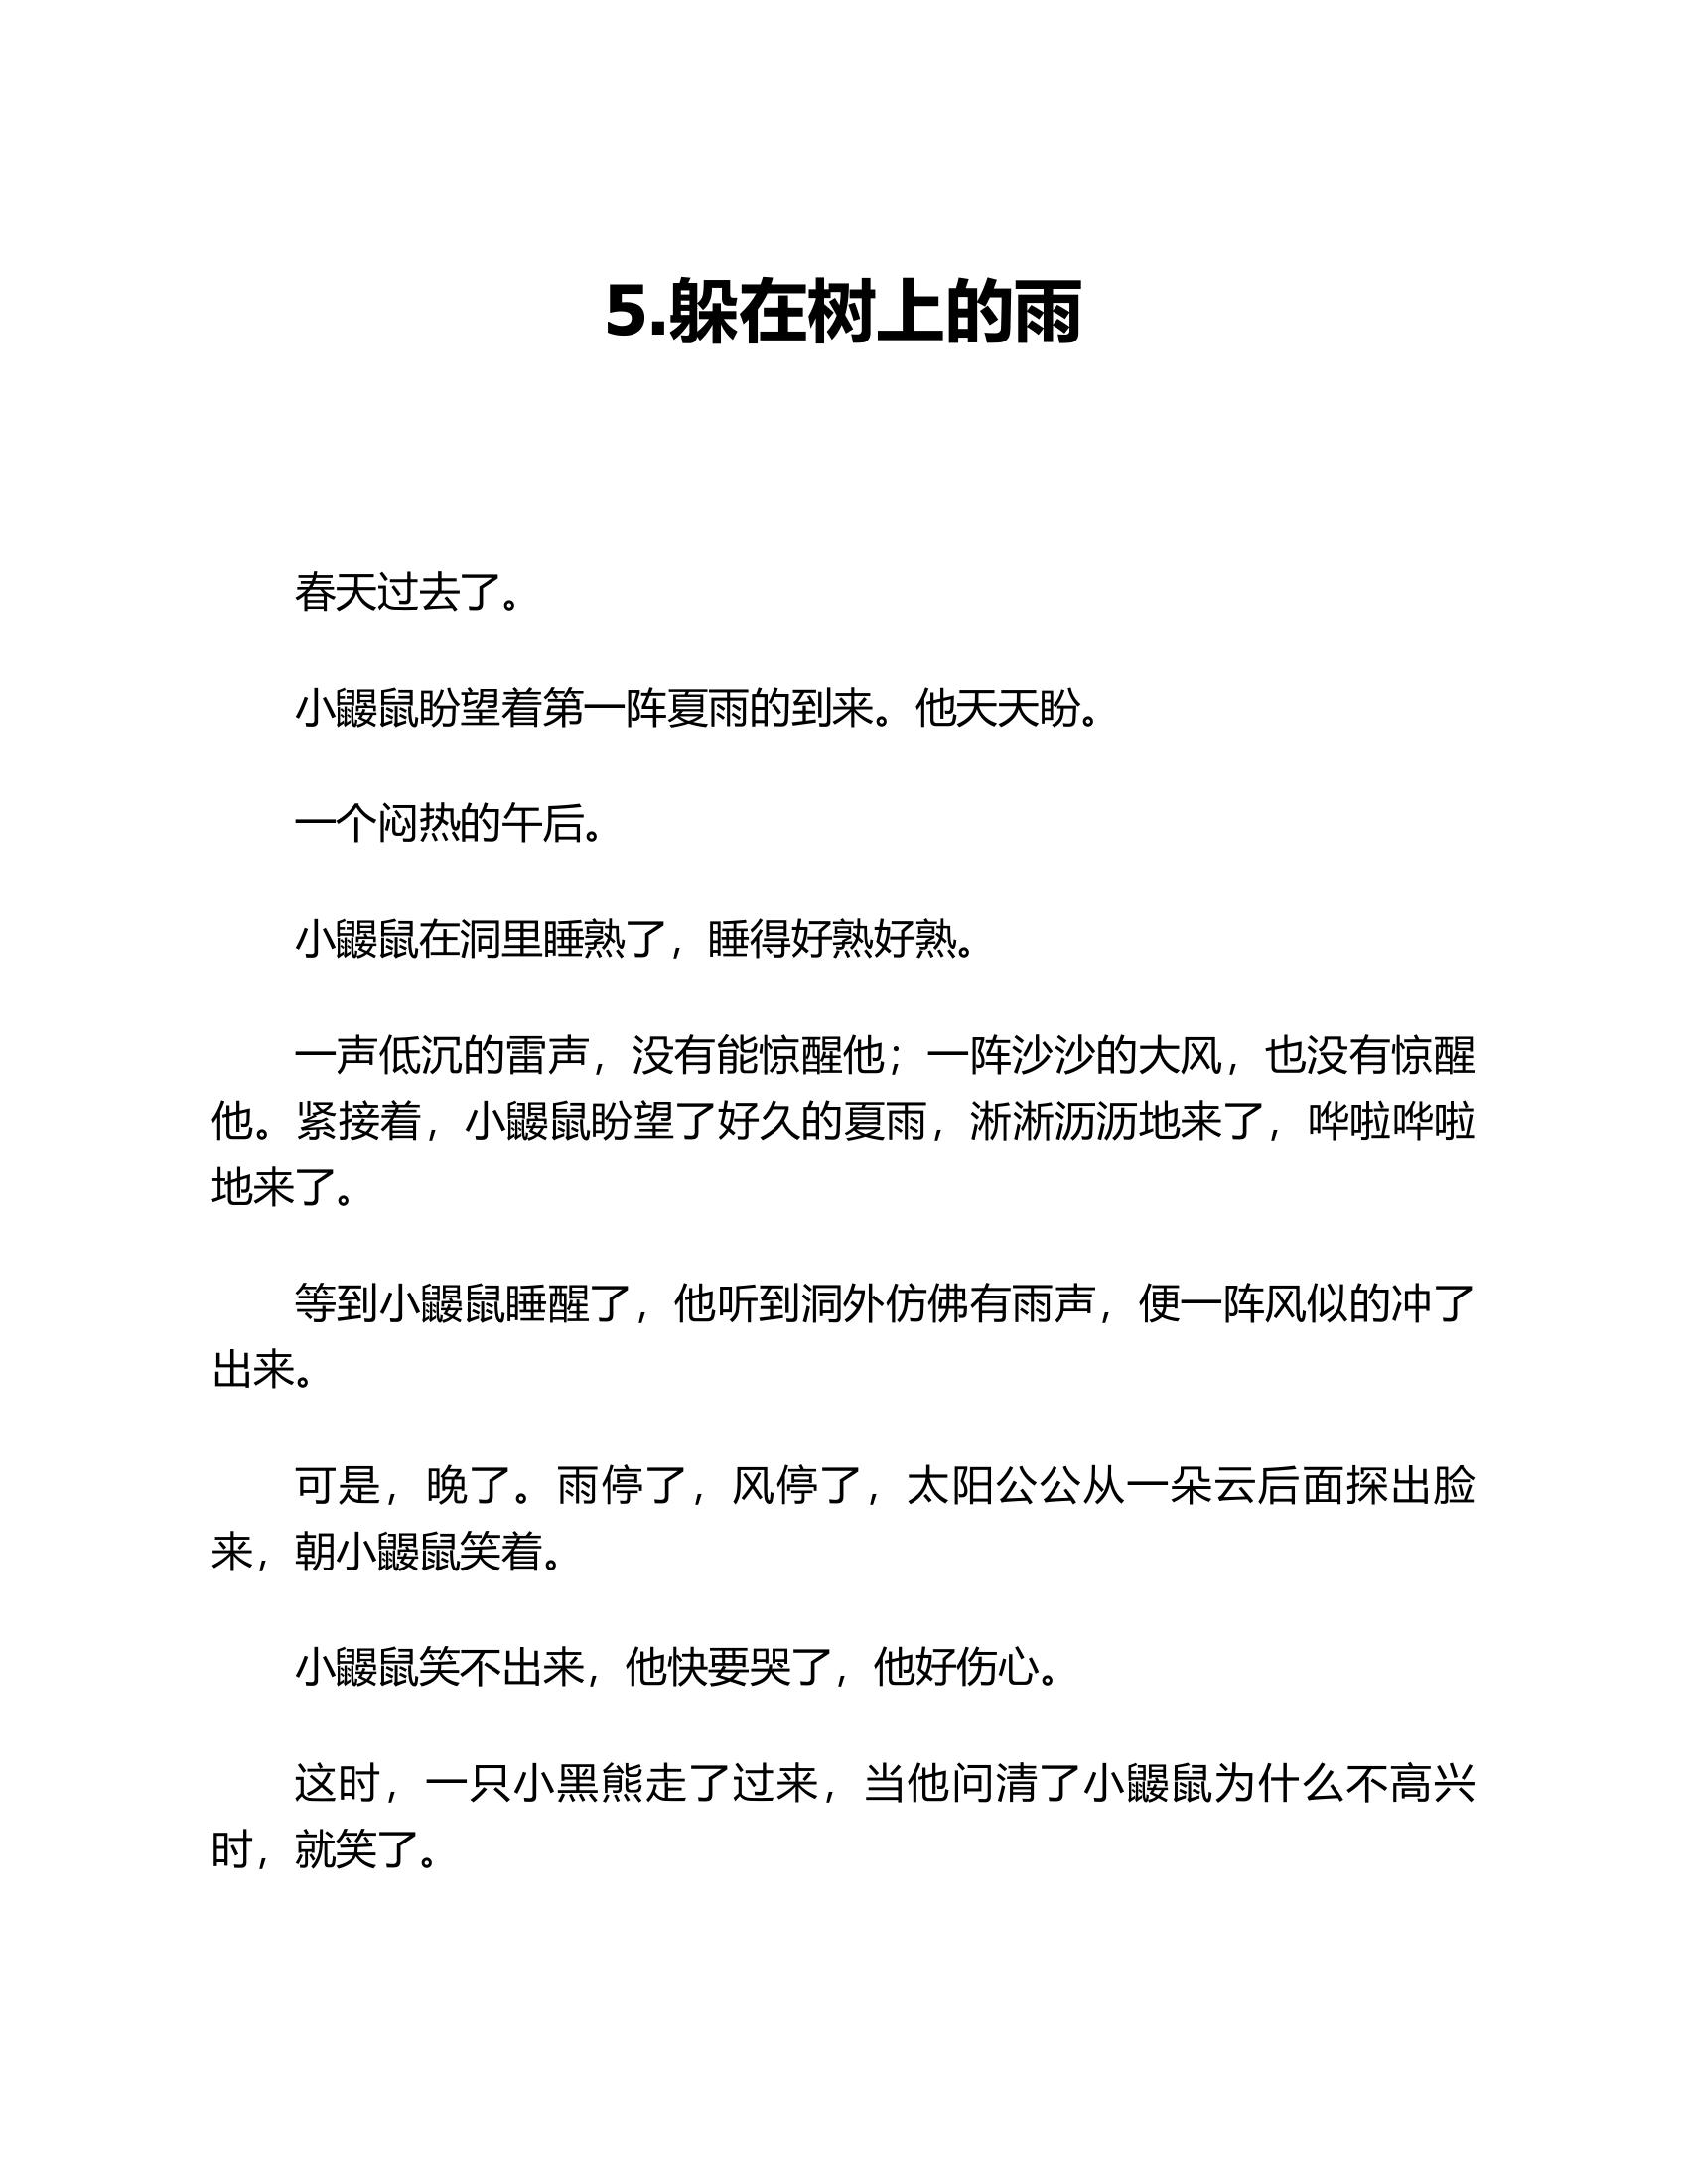 5.躲在树上的雨
春天过去了。
小鼹鼠盼望着第一阵夏雨的到来。他天天盼。
一个闷热的午后。
小鼹鼠在洞里睡熟了，睡得好熟好熟。
一声低沉的雷声，没有能惊醒他；一阵沙沙的大风，也没有惊醒
他。紧接着，小鼹鼠盼望了好久的夏雨，淅淅沥沥地来了，哗啦哗啦
地来了。
等到小鼹鼠睡醒了，他听到洞外仿佛有雨声，便一阵风似的冲了
出来。
可是，晚了。雨停了，风停了，太阳公公从一朵云后面探出脸
来，朝小鼹鼠笑着。
小鼹鼠笑不出来，他快要哭了，他好伤心。
这时，一只小黑熊走了过来，当他问清了小鼹鼠为什么不高兴
时，就笑了。